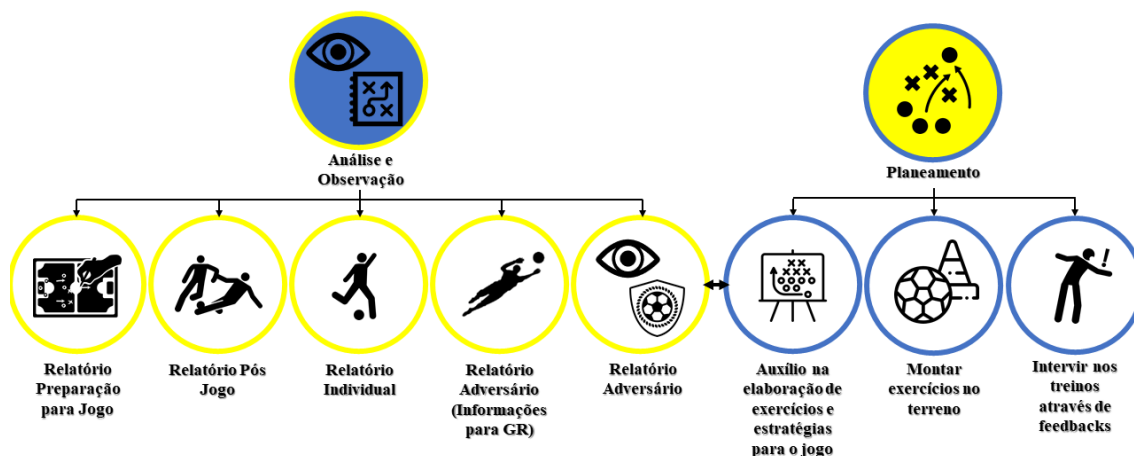 Análise e
Observação
Planeamento
Relatório
Preparação
para Jogo
Relatório Pós
Jogo
Relatório
Individual
Relatório
Adversário
(Informações
para GR)
Relatório
Adversário
Auxílio na
elaboração de
exercícios e
estratégias
para o jogo
Montar
exercícios no
terreno
Intervir nos
treinos
através de
feedbacks